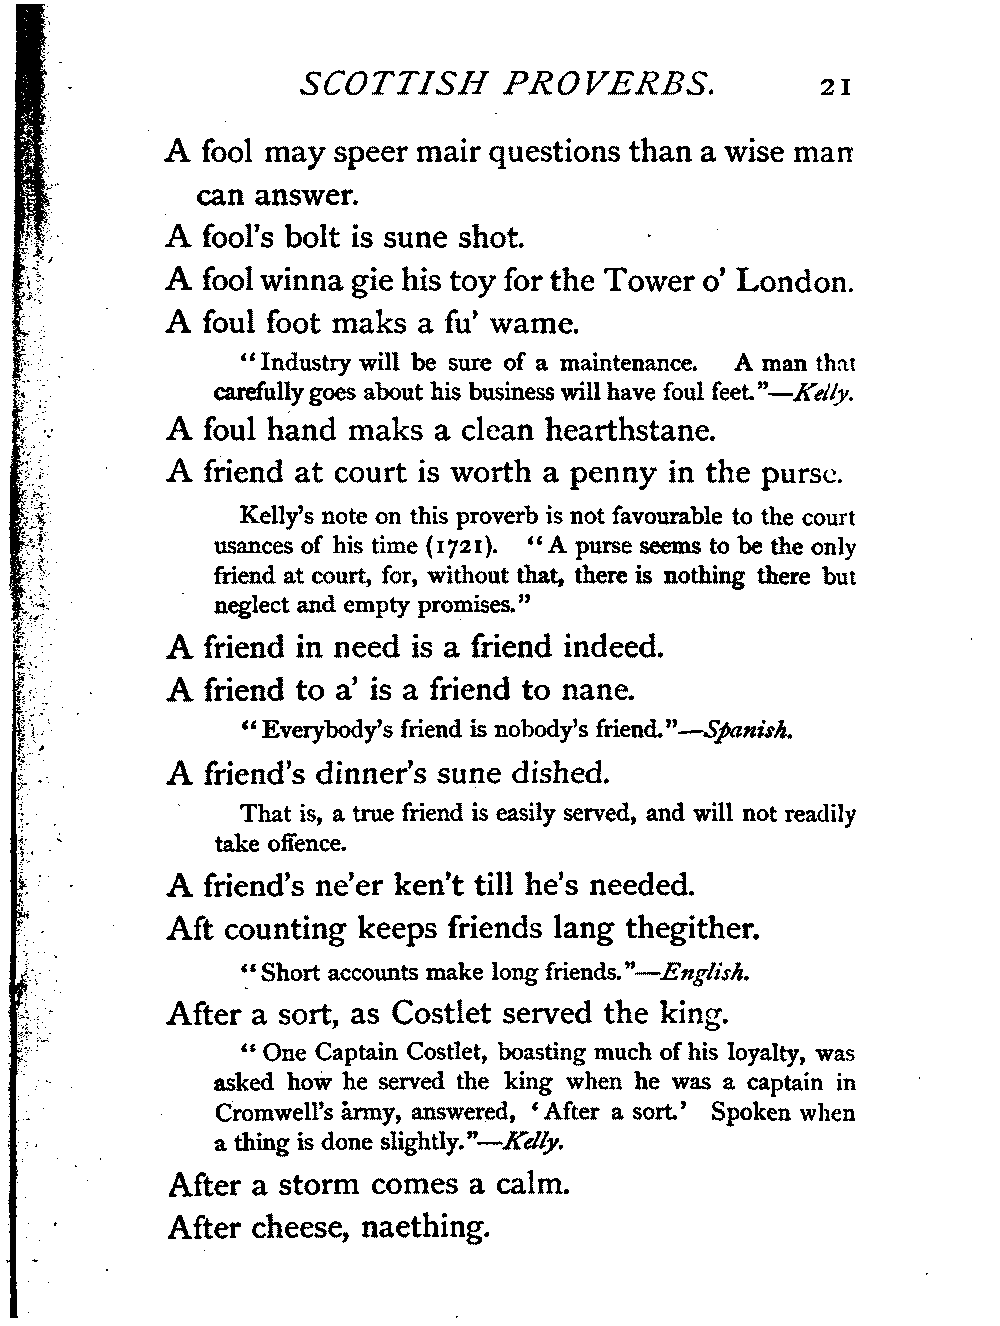 SCOTTISH PROVERBS. 21
A fool may speer mair questions than a wise man
can answer.
A fool's bolt is sune shot.
A fool winna gie his toy for the Tower o' London.
A foul foot maks a fu' wame.
"Industry will be sure of a maintenance. A man that
carefully goes about his business will have foul feet."—Kelly.
A foul hand maks a clean hearthstane.
A friend at court is worth a penny in the purse.
Kelly's note on this proverb is not favourable to the court
usances of his time (1721). "A purse seems to be the only
friend at court, for, without that, there is nothing there but
neglect and empty promises."
A friend in need is a friend indeed.
A friend to a' is a friend to nane.
"Everybody's friend is nobody's friend."—Spanish.
A friend's dinner's sune dished.
That is, a true friend is easily served, and will not readily
take offence.
A friend's ne'er ken't till he's needed.
Aft counting keeps friends lang thegither.
"Short accounts make long friends."—English.
After a sort, as Costlet served the king.
"One Captain Costlet, boasting much of his loyalty, was
asked how he served the king when he was a captain in
Cromwell's army, answered, 'After a sort.' Spoken when
a thing is done slightly."—Kelly.
After a storm comes a calm.
After cheese, naething.